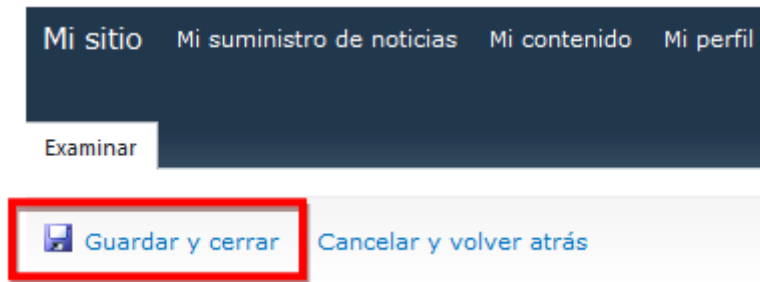 Mi sitio Mi suministro de noticias Mi contenido Mi perfil
Examinar
Guardar y cerrar Cancelar y volver atrás